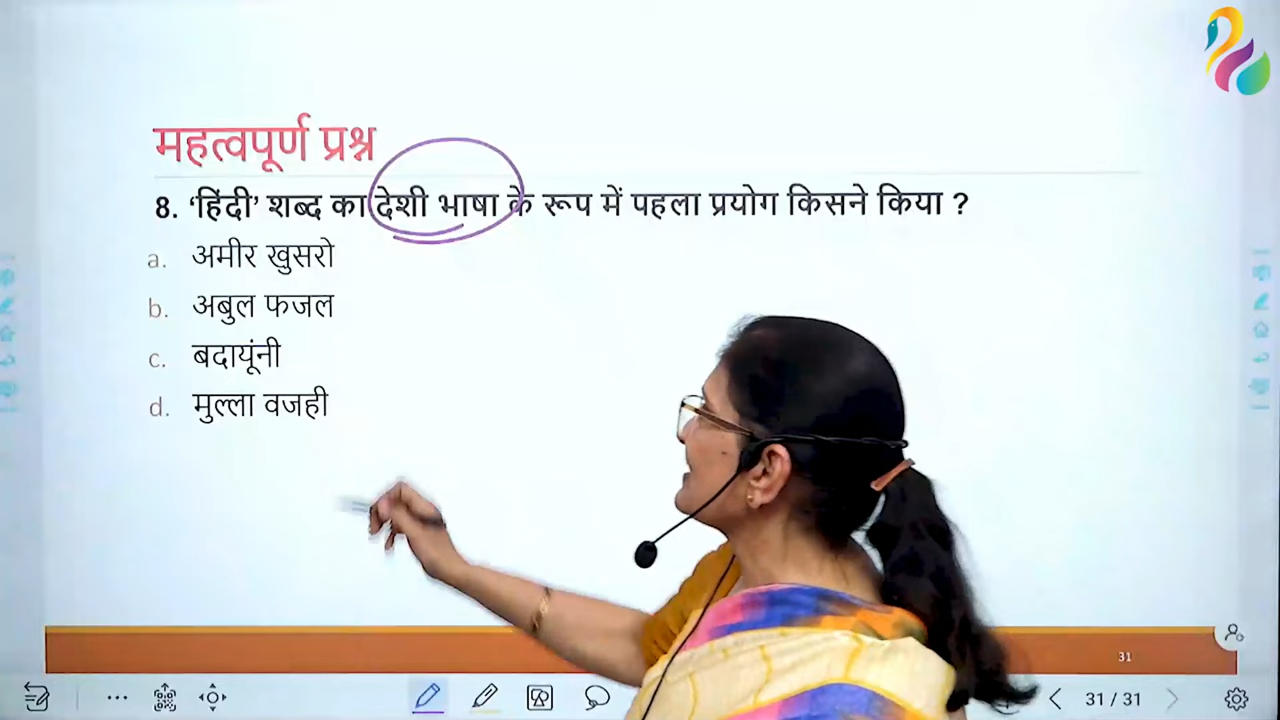 महत्वपूर्ण प्रश्न
8. ‘हिंदी’ शब्द का देशी भाषा के रूप में पहला प्रयोग किसने किया ?
a. अमीर खुसरो
b. अबुल फजल
c. बदायूंनी
d. मुल्ला वजही
31
31 / 31